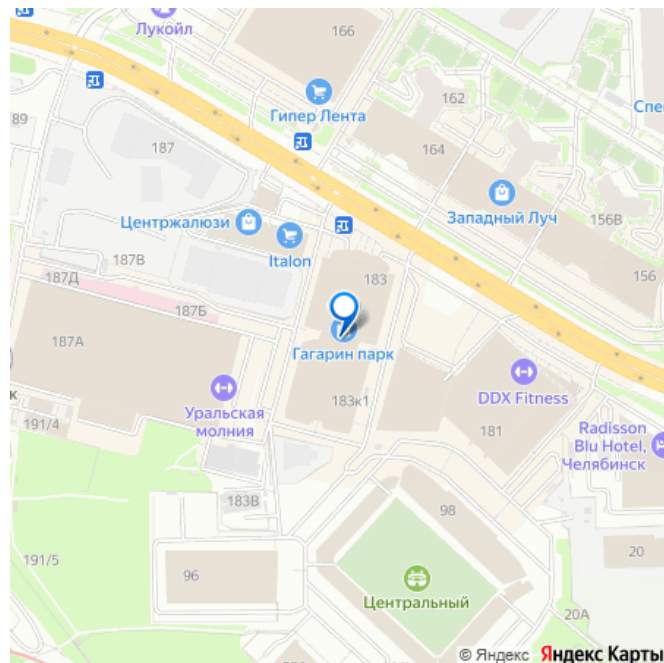 Лукойл
166
Гипер Лента
162
Спе
89
187
164
Западный Луч
156В
Центржалюзи
Italon
187В
156
187Д
183
187Б
187А
Гагарин парк
DDX Fitness
к
Уральская
молния
183к1
181
Radisson
Blu Hotel,
Челябинск
191/4
183В
98
191/5
96
20
Центральный
20А
© Яндекс Яндекс Карты